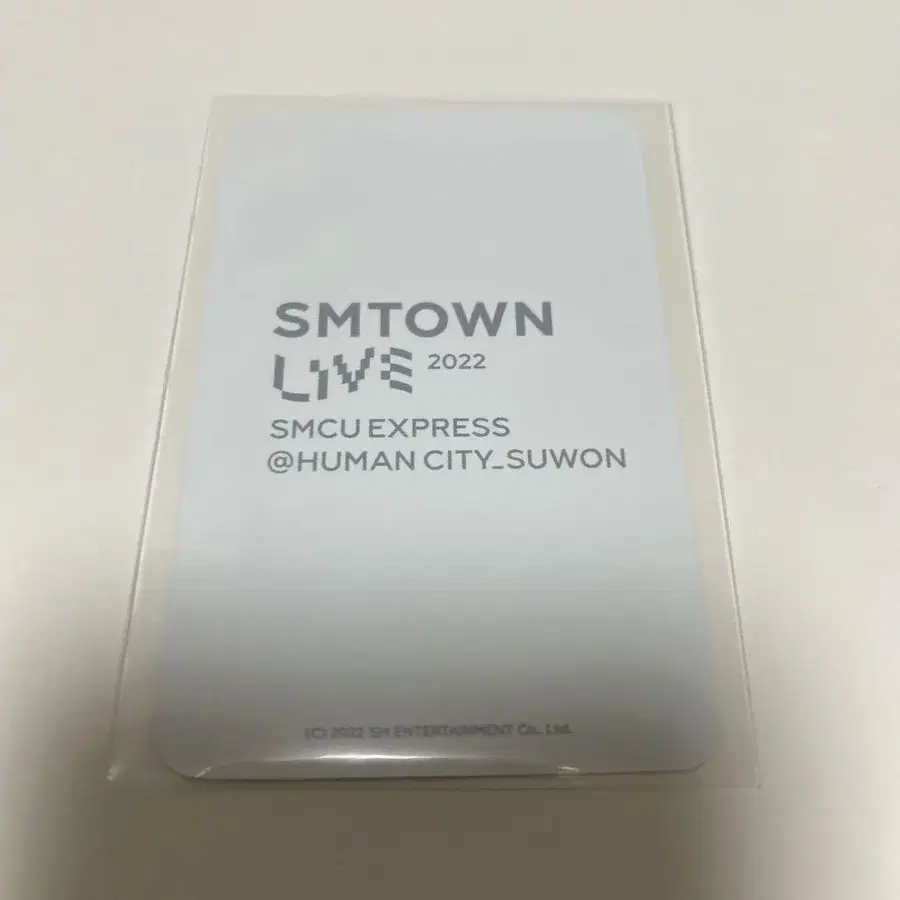 SMTOWN
LIVE 2022
SMCU EXPRESS
@HUMAN CITY_SUWON
(C) 2022 SM ENTERTAINMENT Co., Ltd.